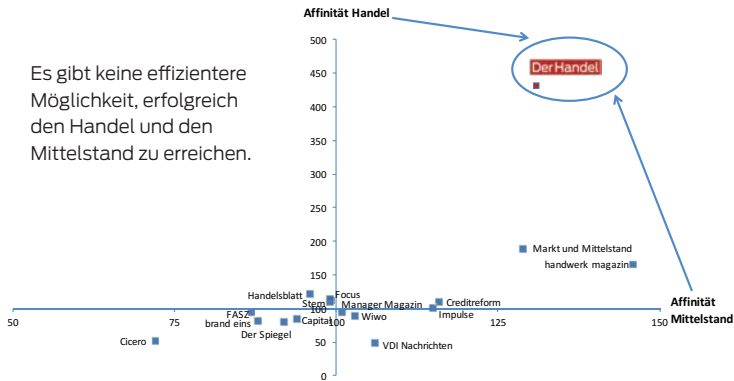 Affinität Handel
Es gibt keine effizientere
Möglichkeit, erfolgreich
den Handel und den
Mittelstand zu erreichen.
500
450
400
350
300
250
200
150
100
50
0
Der Handel
Markt und Mittelstand
handwerk magazin
Handelsblatt
Focus
Stern
Manager Magazin
Creditreform
Impulse
FASZ
brand eins
Capital
Wiwo
Der Spiegel
Cicero
VDI Nachrichten
50
75
100
125
150
Affinität
Mittelstand